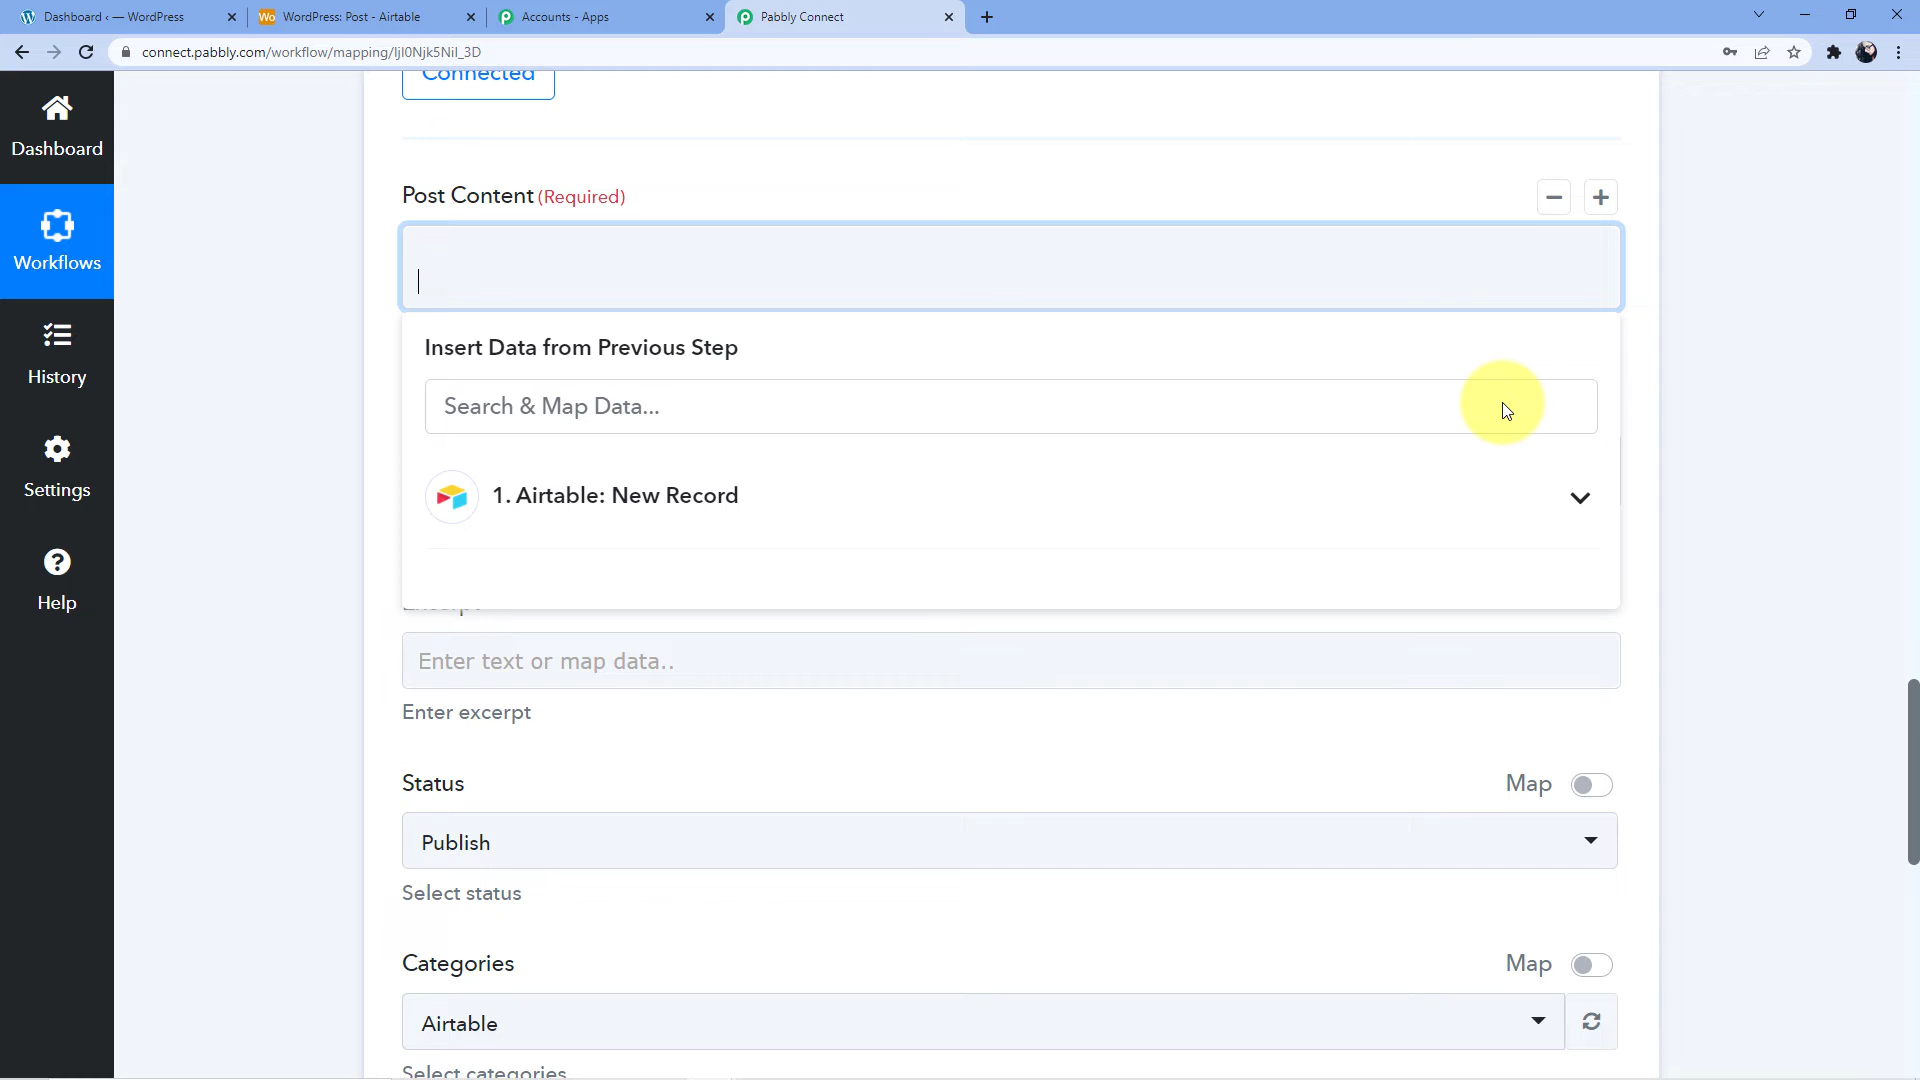 Dashboard ‹ — WordPress
Wo
WordPress: Post - Airtable
Accounts - Apps
Pabbly Connect
connect.pabbly.com/workflow/mapping/IjI0Njk5NiI_3D
Connected
Dashboard
Workflows
History
Settings
Help
Post Content (Required)
Insert Data from Previous Step
Search & Map Data...
1. Airtable: New Record
Excerpt
Enter text or map data..
Enter excerpt
Status
Map
Publish
Select status
Categories
Map
Airtable
Select categories